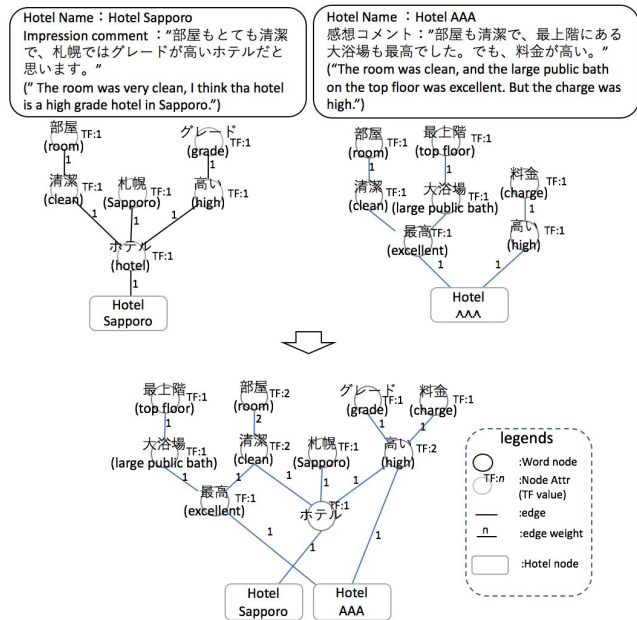 Hotel Name：Hotel Sapporo
Impression comment：”部屋もとても清潔
で、札幌ではグレードが高いホテルだと
思います。”
(” The room was very clean, I think tha hotel
is a high grade hotel in Sapporo.”)
Hotel Name：Hotel AAA
感想コメント：”部屋も清潔で、最上階にある
大浴場も最高でした。でも、料金が高い。”
(“The room was clean, and the large public bath
on the top floor was excellent. But the charge was
high.”)
部屋 TF:1
(room)
グレード TF:1
(grade)
1
1
清潔 TF:1
(clean)
札幌 TF:1
(Sapporo)
高い TF:1
(high)
1
1
1
ホテル TF:1
(hotel)
1
Hotel
Sapporo
部屋 TF:1
(room)
最上階 TF:1
(top floor)
1
1
料金 TF:1
(charge)
清潔 TF:1
(clean)
大浴場 TF:1
(large public bath)
1
最高 TF:1
(excellent)
高い TF:1
(high)
1
1
Hotel
AAA
最上階 TF:1
(top floor)
部屋 TF:2
(room)
グレード TF:1
(grade)
料金 TF:1
(charge)
1
2
1
1
大浴場 TF:1
(large public bath)
清潔 TF:2
(clean)
札幌 TF:1
(Sapporo)
高い TF:2
(high)
1
1
1
1
1
最高 TF:1
(excellent)
ホテル TF:1
1
1
1
Hotel
Sapporo
Hotel
AAA
legends
:Word node
TF:n :Node Attr
(TF value)
:edge
n :edge weight
:Hotel node